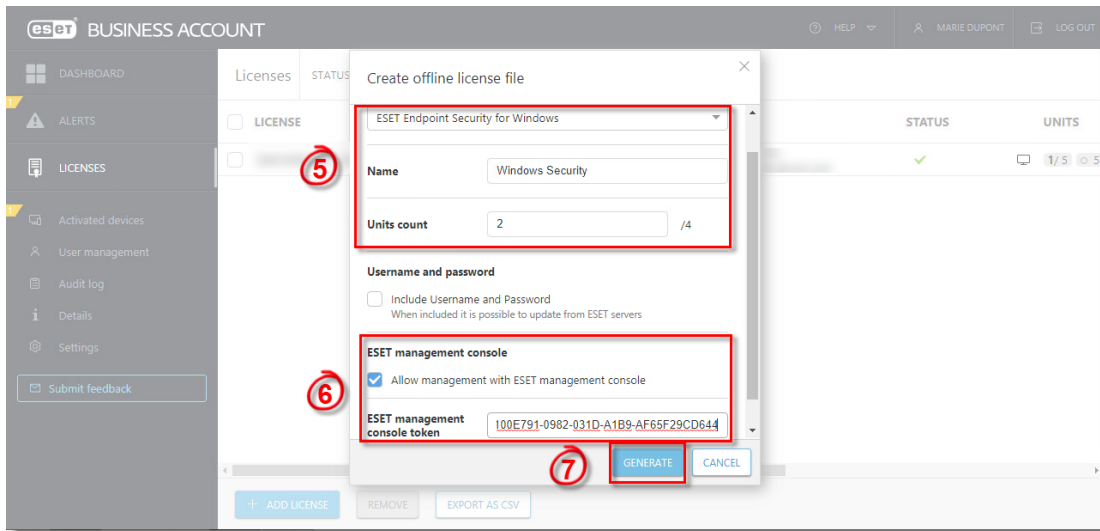 eset BUSINESS ACCOUNT
HELP
MARIE DUPONT
LOG OUT
DASHBOARD
1
ALERTS
LICENSES
1
Activated devices
User management
Audit log
Details
Settings
Submit feedback
Licenses STATUS
LICENSE STATUS UNITS
1/5 5
Create offline license file
ESET Endpoint Security for Windows
5
Name Windows Security
Units count 2 /4
Username and password
Include Username and Password
When included it is possible to update from ESET servers
ESET management console
6
Allow management with ESET management console
ESET management console token
100E791-0982-031D-A1B9-AF65F29CD644
7
GENERATE CANCEL
+ ADD LICENSE REMOVE EXPORT AS CSV